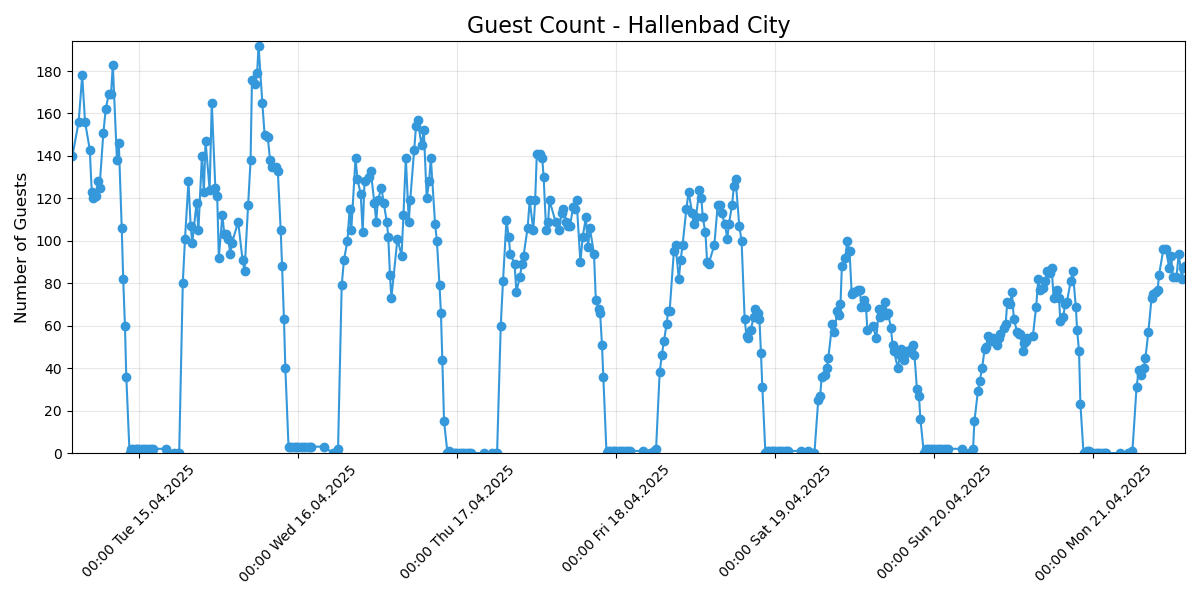 Guest Count - Hallenbad City
Number of Guests
180
160
140
120
100
80
60
40
20
0
00:00 Tue 15.04.2025
00:00 Wed 16.04.2025
00:00 Thu 17.04.2025
00:00 Fri 18.04.2025
00:00 Sat 19.04.2025
00:00 Sun 20.04.2025
00:00 Mon 21.04.2025